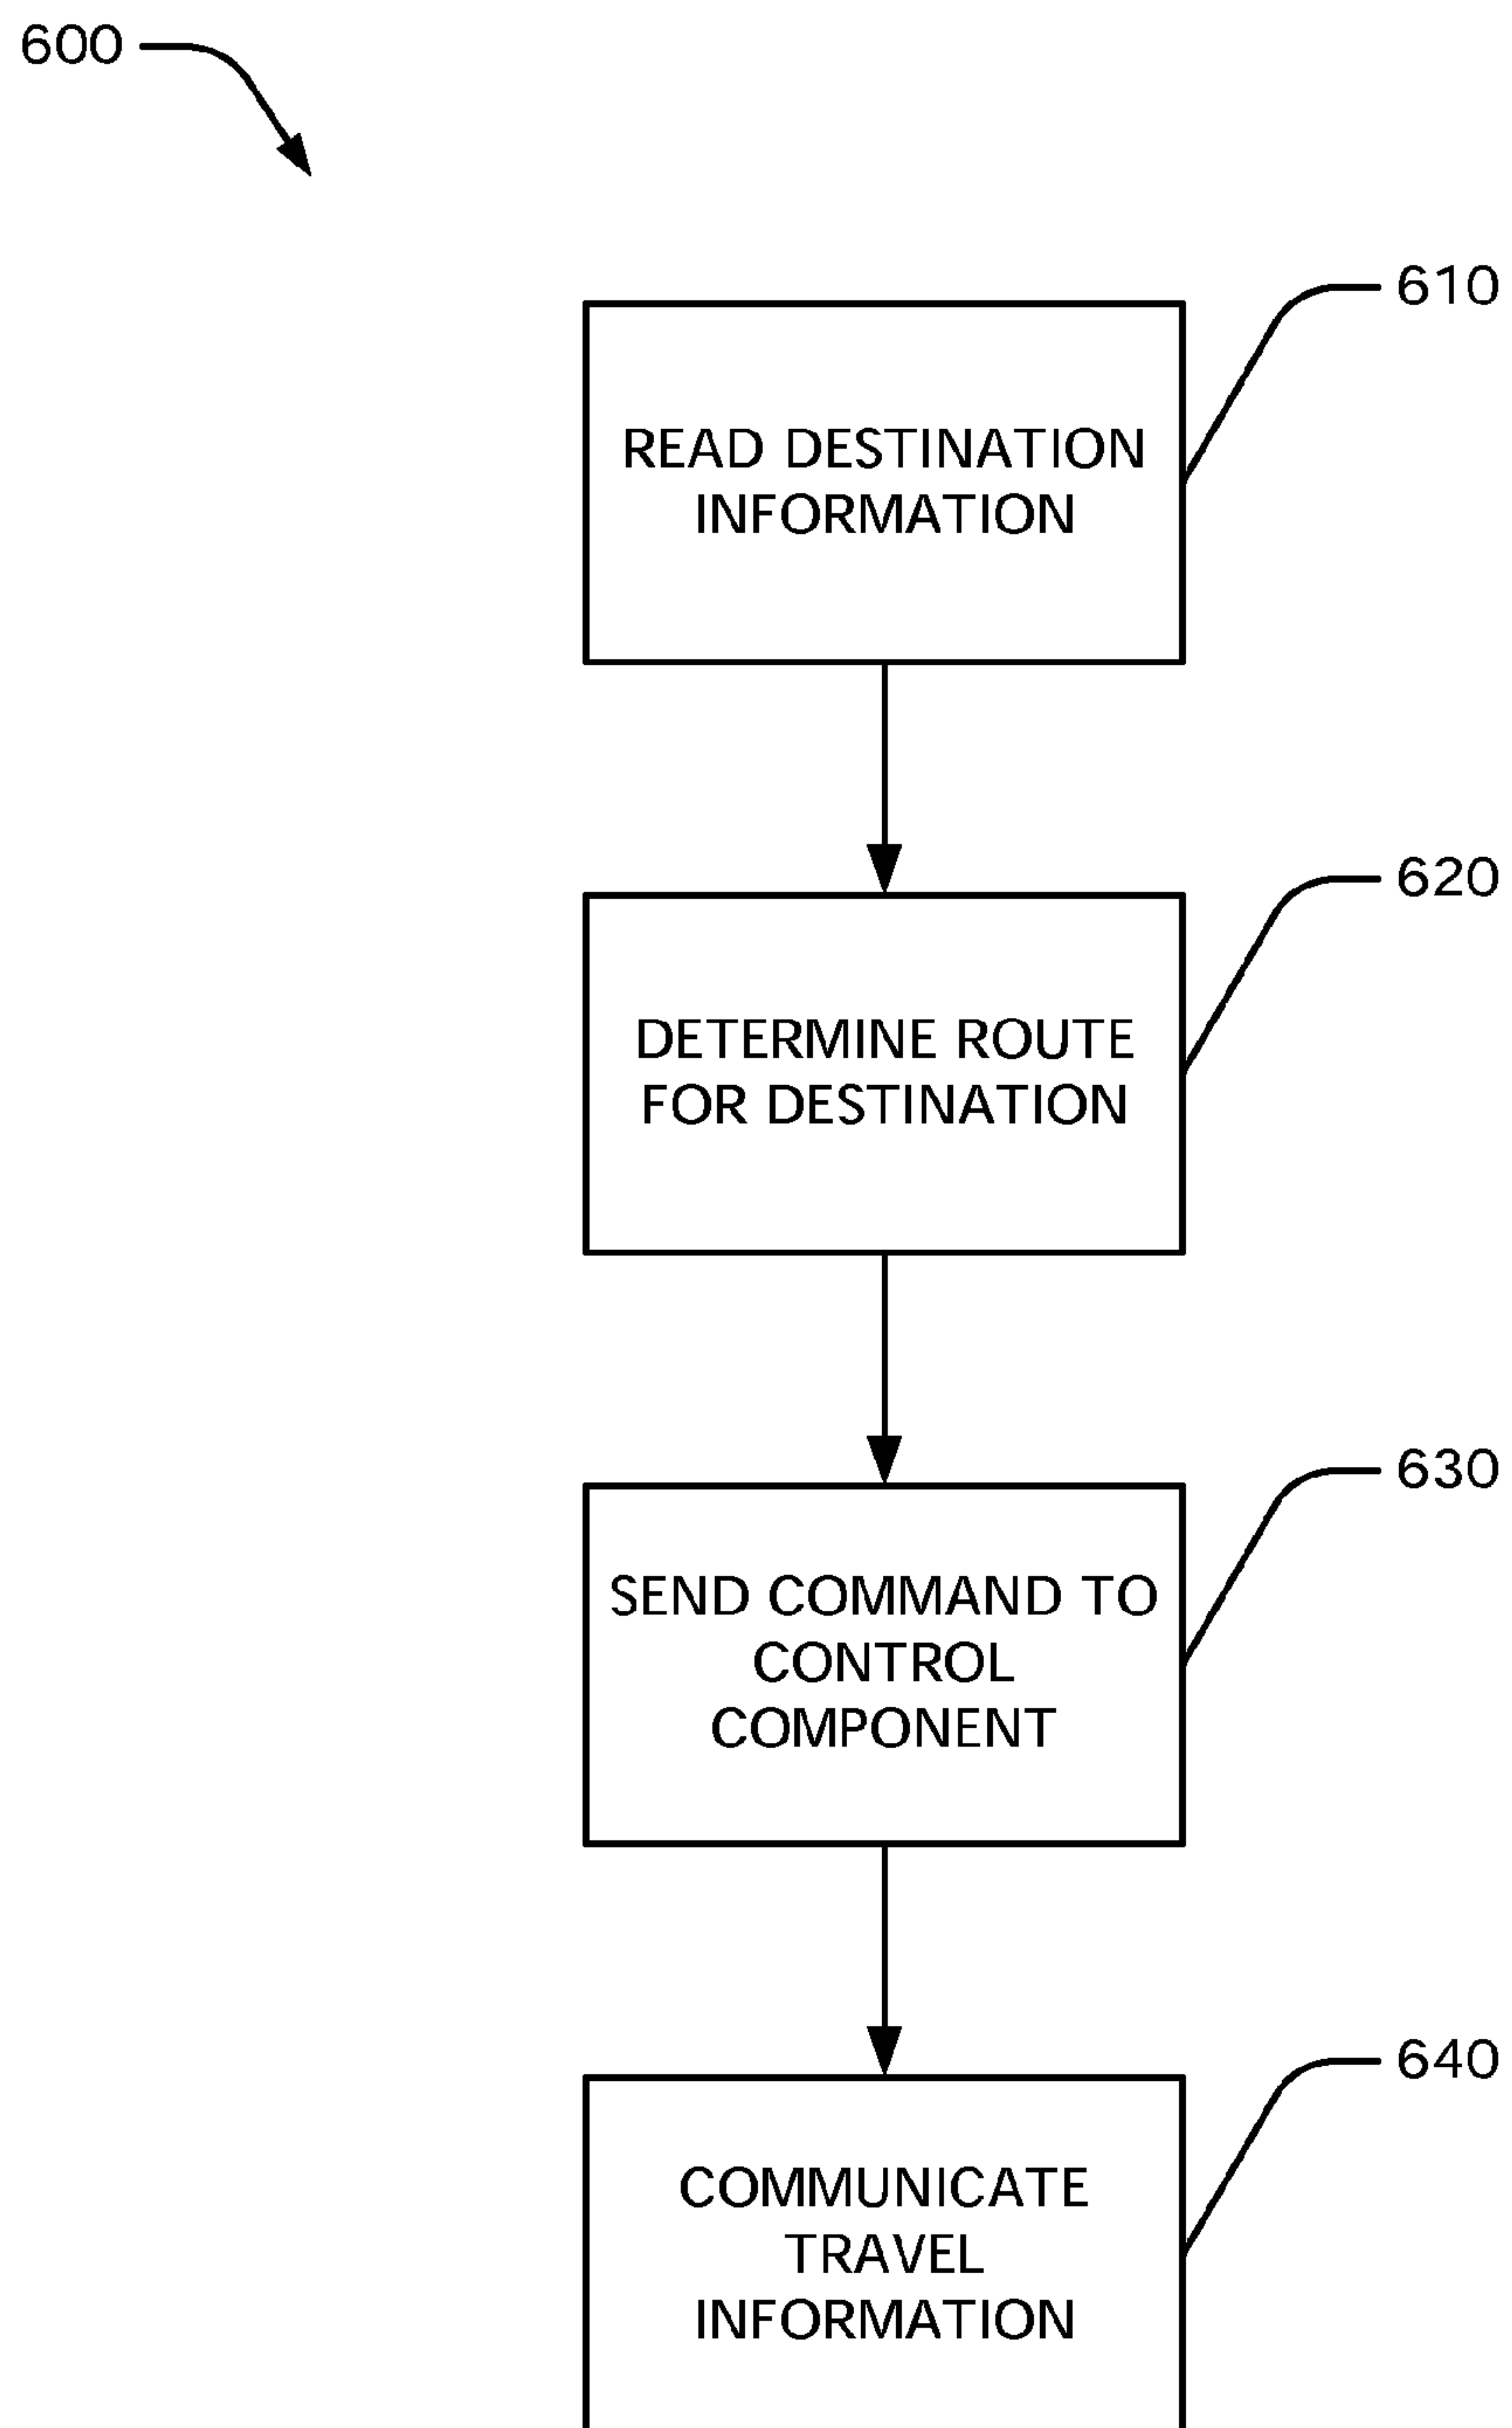 600
610
READ DESTINATION
INFORMATION
620
DETERMINE ROUTE
FOR DESTINATION
630
SEND COMMAND TO
CONTROL
COMPONENT
640
COMMUNICATE
TRAVEL
INFORMATION